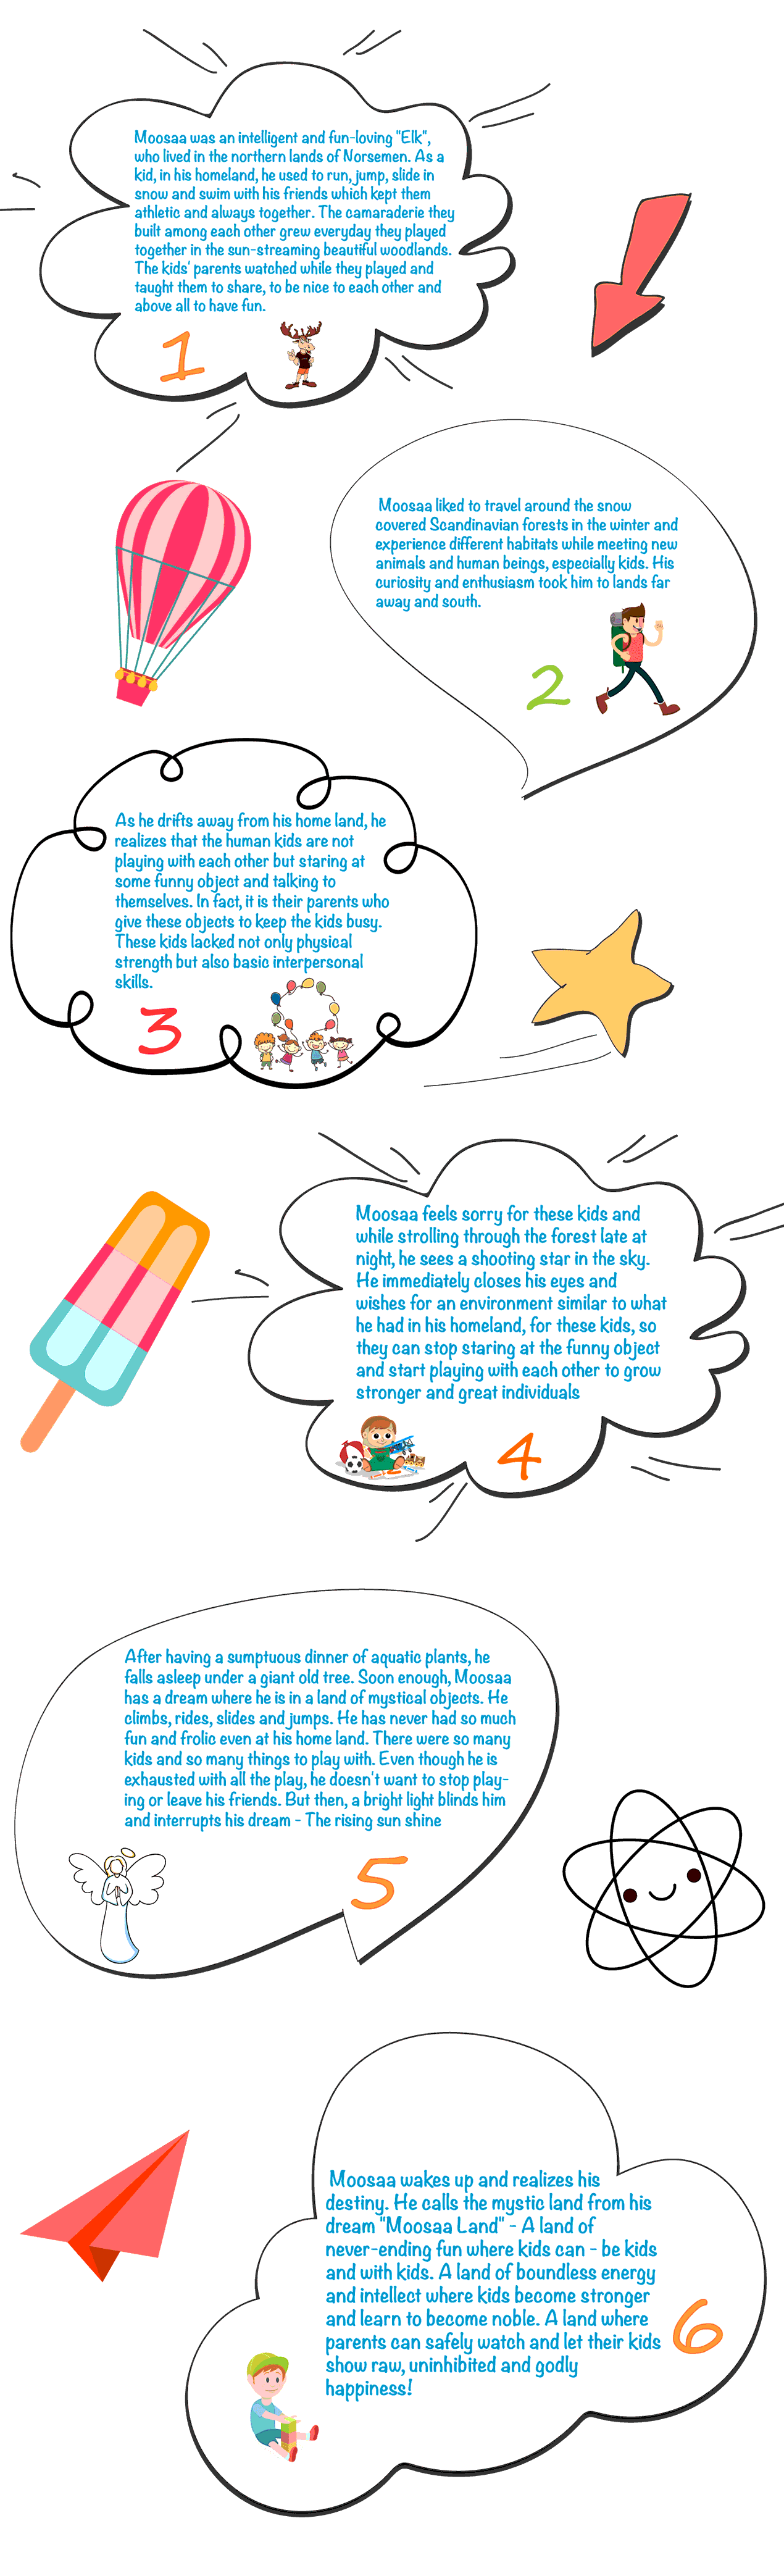 Moosaa was an intelligent and fun-loving "Elk",
who lived in the northern lands of Norsemen. As a
kid, in his homeland, he used to run, jump, slide in
snow and swim with his friends which kept them
athletic and always together. The camaraderie they
built among each other grew everyday they played
together in the sun-streaming beautiful woodlands.
The kids' parents watched while they played and
taught them to share, to be nice to each other and
above all to have fun.
1
Moosaa liked to travel around the snow
covered Scandinavian forests in the winter and
experience different habitats while meeting new
animals and human beings, especially kids. His
curiosity and enthusiasm took him to lands far
away and south.
2
As he drifts away from his home land, he
realizes that the human kids are not
playing with each other but staring at
some funny object and talking to
themselves. In fact, it is their parents who
give these objects to keep the kids busy.
These kids lacked not only physical
strength but also basic interpersonal
skills.
3
Moosaa feels sorry for these kids and
while strolling through the forest late at
night, he sees a shooting star in the sky.
He immediately closes his eyes and
wishes for an environment similar to what
he had in his homeland, for these kids, so
they can stop staring at the funny object
and start playing with each other to grow
stronger and great individuals
4
After having a sumptuous dinner of aquatic plants, he
falls asleep under a giant old tree. Soon enough, Moosaa
has a dream where he is in a land of mystical objects. He
climbs, rides, slides and jumps. He has never had so much
fun and frolic even at his home land. There were so many
kids and so many things to play with. Even though he is
exhausted with all the play, he doesn't want to stop play-
ing or leave his friends. But then, a bright light blinds him
and interrupts his dream - The rising sun shine
5
Moosaa wakes up and realizes his
destiny. He calls the mystic land from his
dream "Moosaa Land" - A land of
never-ending fun where kids can - be kids
and with kids. A land of boundless energy
and intellect where kids become stronger
and learn to become noble. A land where
parents can safely watch and let their kids
show raw, uninhibited and godly
happiness!
6